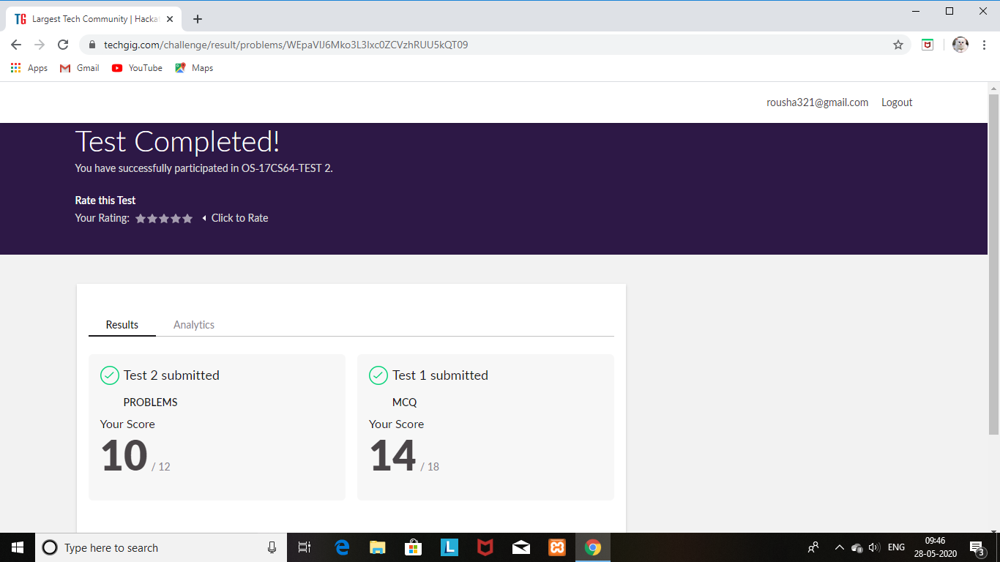 TG Largest Tech Community | Hacka
techgig.com/challenge/result/problems/WEpaVlJ6Mko3L3Ixc0ZCVzhRUU5kQT09
Apps Gmail YouTube Maps
rousha321@gmail.com Logout
Test Completed!
You have successfully participated in OS-17CS64-TEST 2.
Rate this Test
Your Rating: Click to Rate
Results Analytics
Test 2 submitted
PROBLEMS
Your Score
10 / 12
Test 1 submitted
MCQ
Your Score
14 / 18
Type here to search
L
ENG
09:46
28-05-2020
3